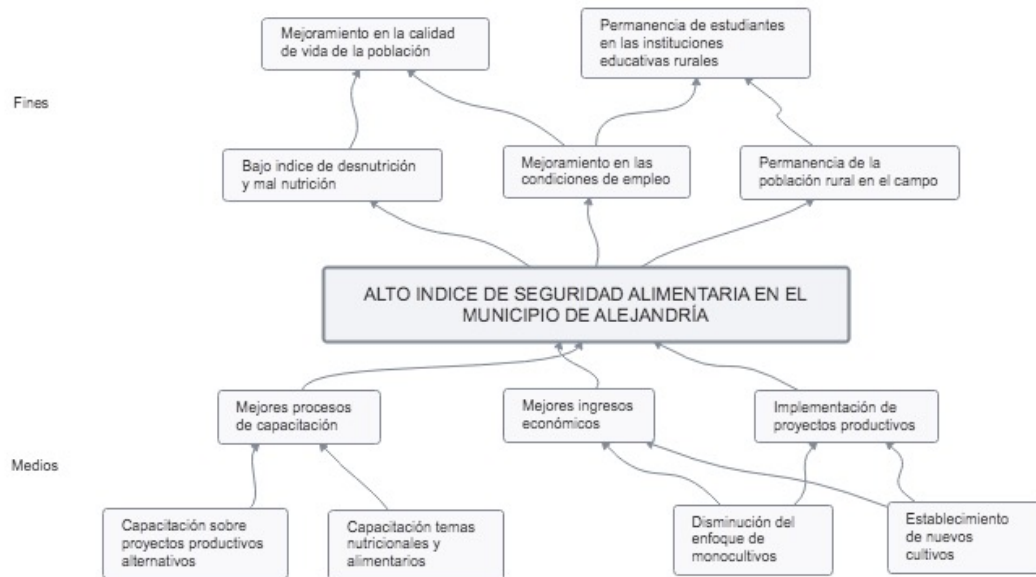 Mejoramiento en la calidad
de vida de la población
Permanencia de estudiantes
en las instituciones
educativas rurales
Fines
Bajo indice de desnutrición
y mal nutrición
Mejoramiento en las
condiciones de empleo
Permanencia de la
población rural en el campo
ALTO INDICE DE SEGURIDAD ALIMENTARIA EN EL
MUNICIPIO DE ALEJANDRÍA
Mejores procesos
de capacitación
Mejores ingresos
económicos
Implementación de
proyectos productivos
Medios
Capacitación sobre
proyectos productivos
alternativos
Capacitación temas
nutricionales y
alimentarios
Disminución del
enfoque de
monocultivos
Establecimiento
de nuevos
cultivos